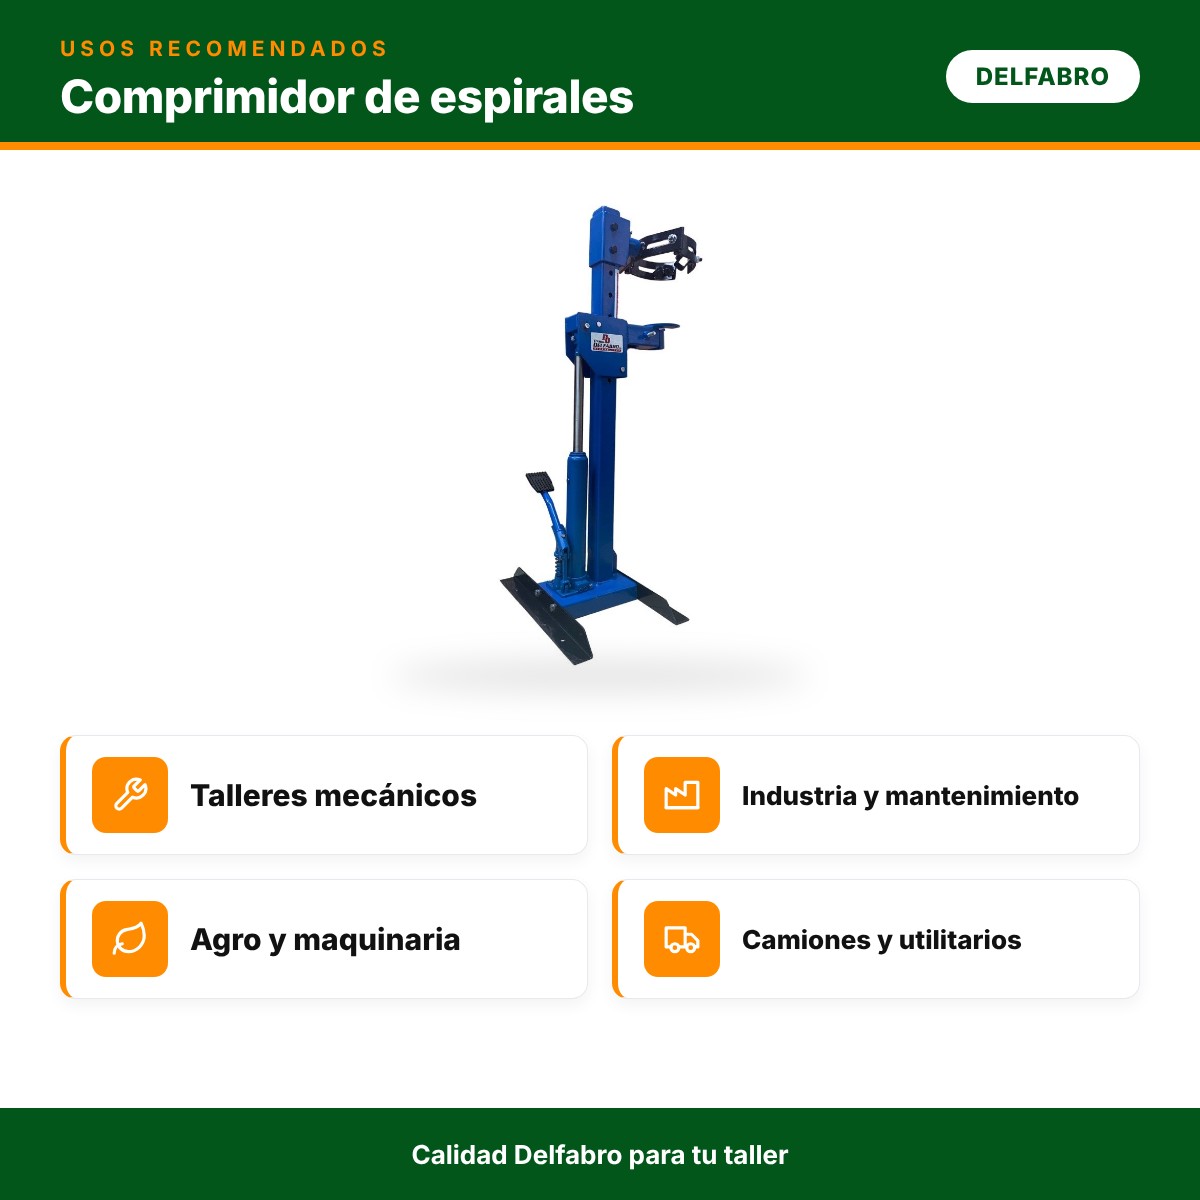 USOS RECOMENDADOS
Comprimidor de espirales
DELFABRO
DELFABRO
Talleres mecánicos
Industria y mantenimiento
Agro y maquinaria
Camiones y utilitarios
Calidad Delfabro para tu taller